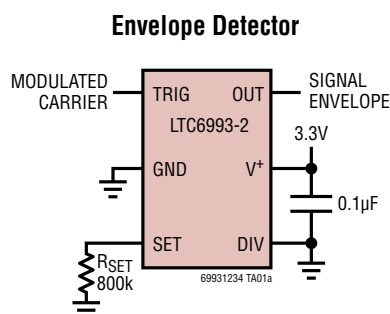 Envelope Detector
MODULATED
CARRIER
TRIG
OUT
SIGNAL
ENVELOPE
LTC6993-2
3.3V
GND
V+
0.1µF
SET
DIV
RSET
800k
69931234 TA01a